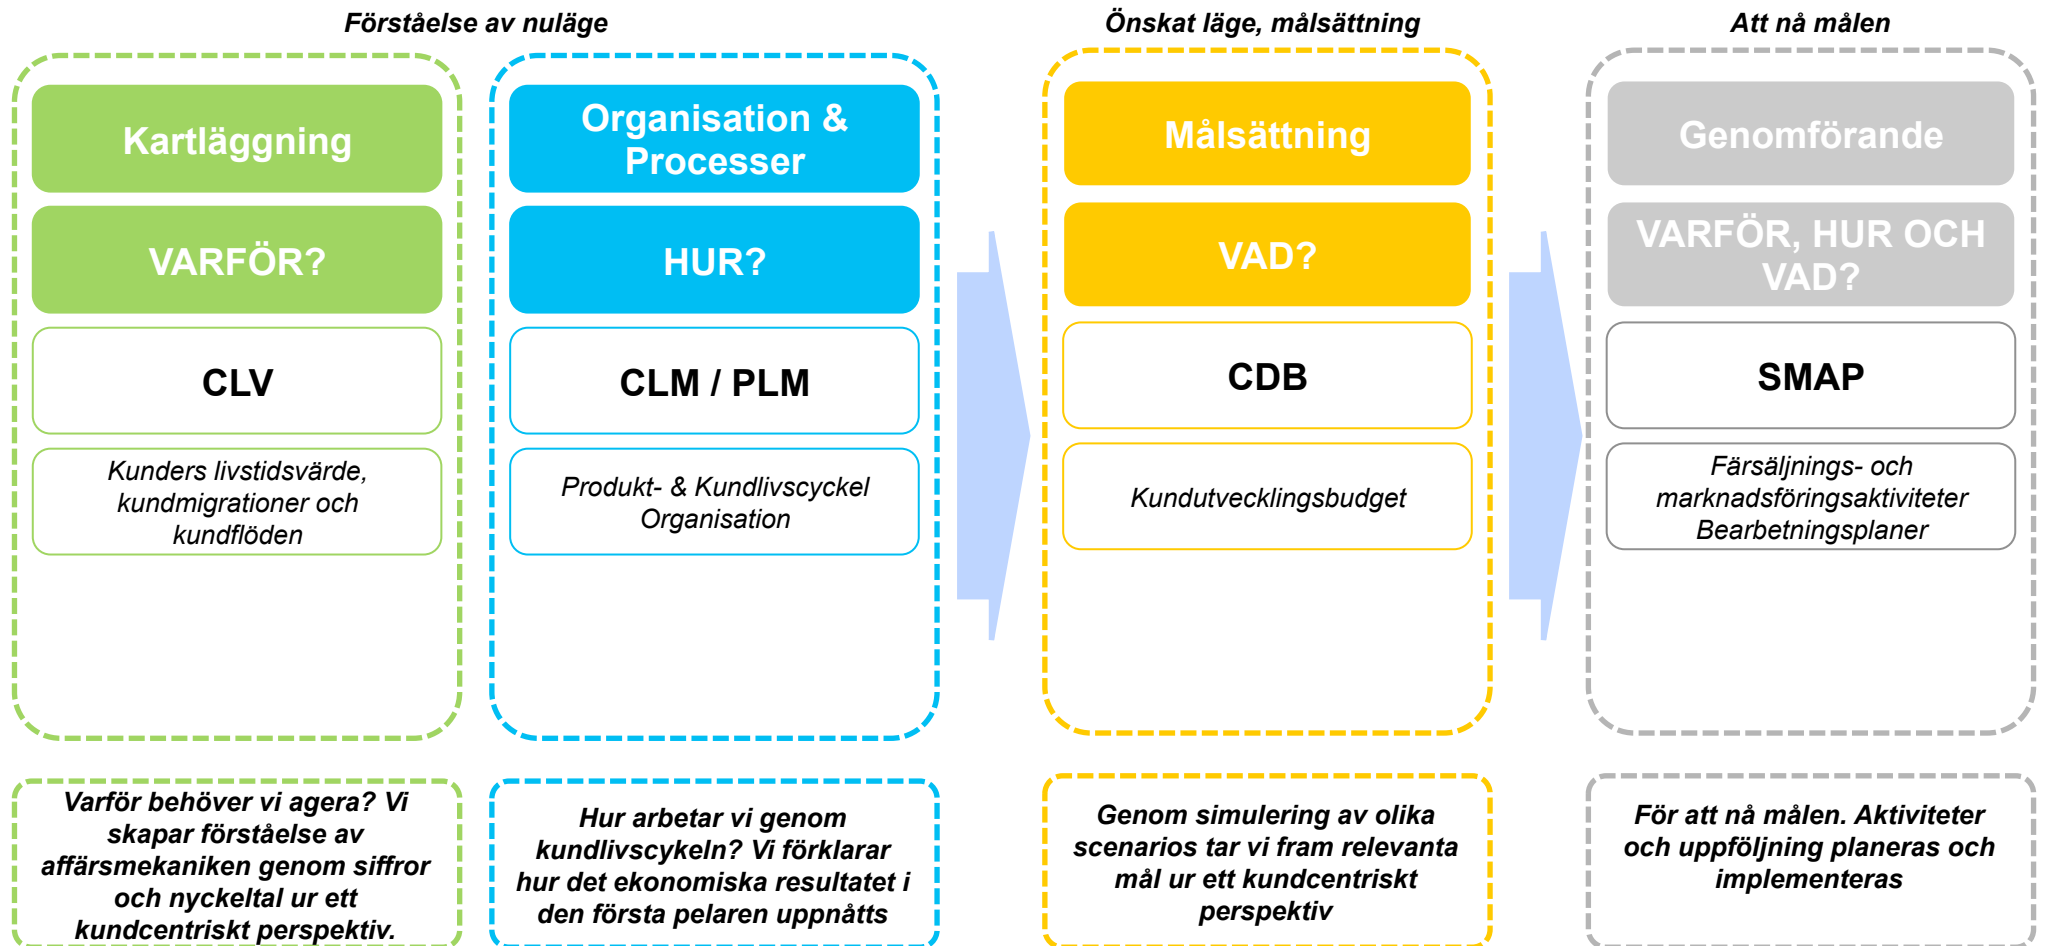 Förståelse av nuläge
Önskat läge, målsättning
Att nå målen
Kartläggning
VARFÖR?
CLV
Kunders livstidsvärde,
kundmigrationer och
kundflöden
Varför behöver vi agera? Vi
skapar förståelse av
affärsmekaniken genom siffror
och nyckeltal ur ett
kundcentriskt perspektiv.
Organisation &
Processer
HUR?
CLM / PLM
Produkt- & Kundlivscyckel
Organisation
Hur arbetar vi genom
kundlivscykeln? Vi förklarar
hur det ekonomiska resultatet i
den första pelaren uppnåtts
Målsättning
VAD?
CDB
Kundutvecklingsbudget
Genom simulering av olika
scenarios tar vi fram relevanta
mål ur ett kundcentriskt
perspektiv
Genomförande
VARFÖR, HUR OCH
VAD?
SMAP
Färsäljnings- och
marknadsföringsaktiviteter
Bearbetningsplaner
För att nå målen. Aktiviteter
och uppföljning planeras och
implementeras